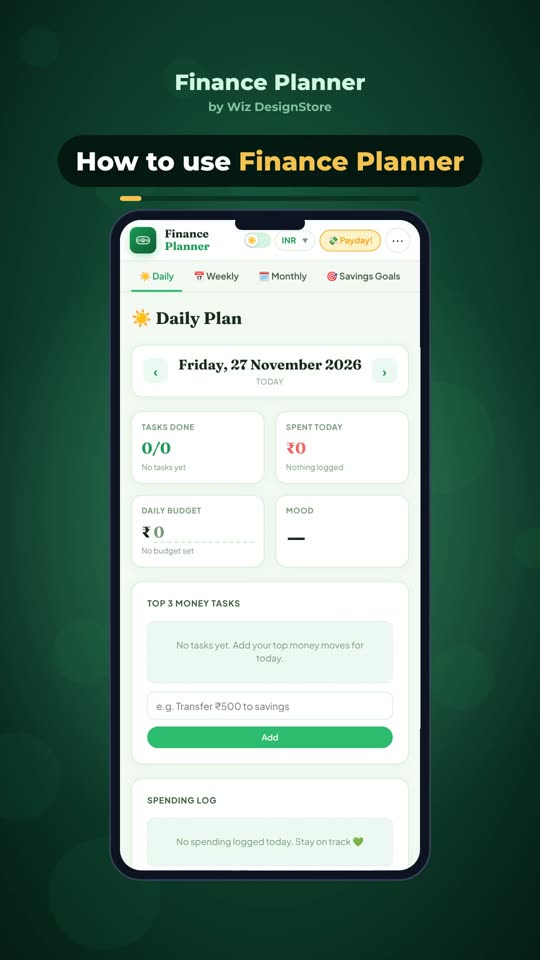 Finance Planner
by Wiz DesignStore
How to use Finance Planner
Finance
Planner
INR ▼
💸 Payday!
⋯
☀️ Daily
📅 Weekly
🗓️ Monthly
🎯 Savings Goals
☀️ Daily Plan
‹
Friday, 27 November 2026
›
TODAY
TASKS DONE
0/0
No tasks yet
SPENT TODAY
₹0
Nothing logged
DAILY BUDGET
₹ 0
No budget set
MOOD
—
TOP 3 MONEY TASKS
No tasks yet. Add your top money moves for
today.
e.g. Transfer ₹500 to savings
Add
SPENDING LOG
No spending logged today. Stay on track 💚